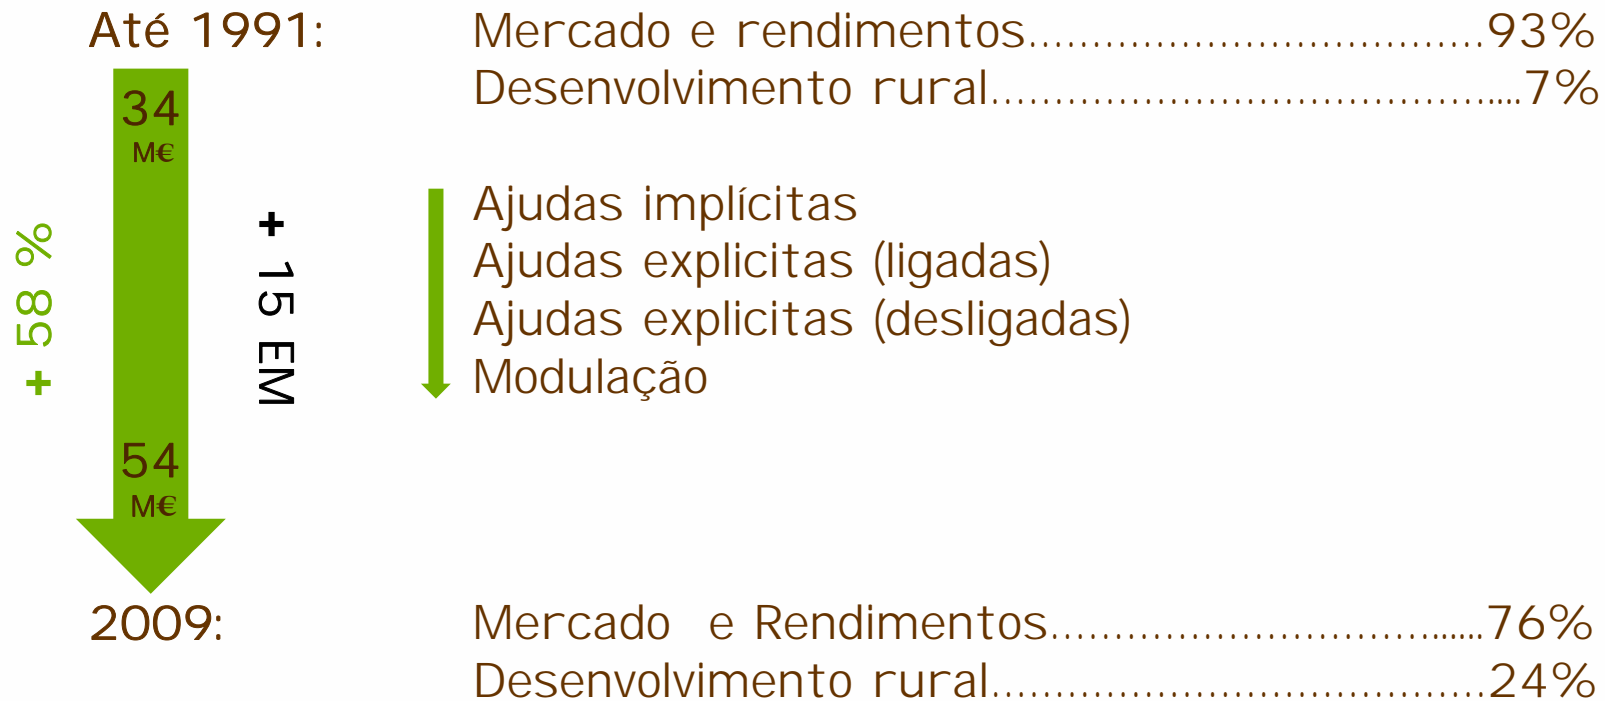 Até 1991:
Mercado e rendimentos.......................................93%
Desenvolvimento rural.............................................7%
34
M€
+ 58 %
+ 15 EM
Ajudas implícitas
Ajudas explicitas (ligadas)
Ajudas explicitas (desligadas)
Modulação
54
M€
2009:
Mercado  e Rendimentos....................................76%
Desenvolvimento rural.......................................24%